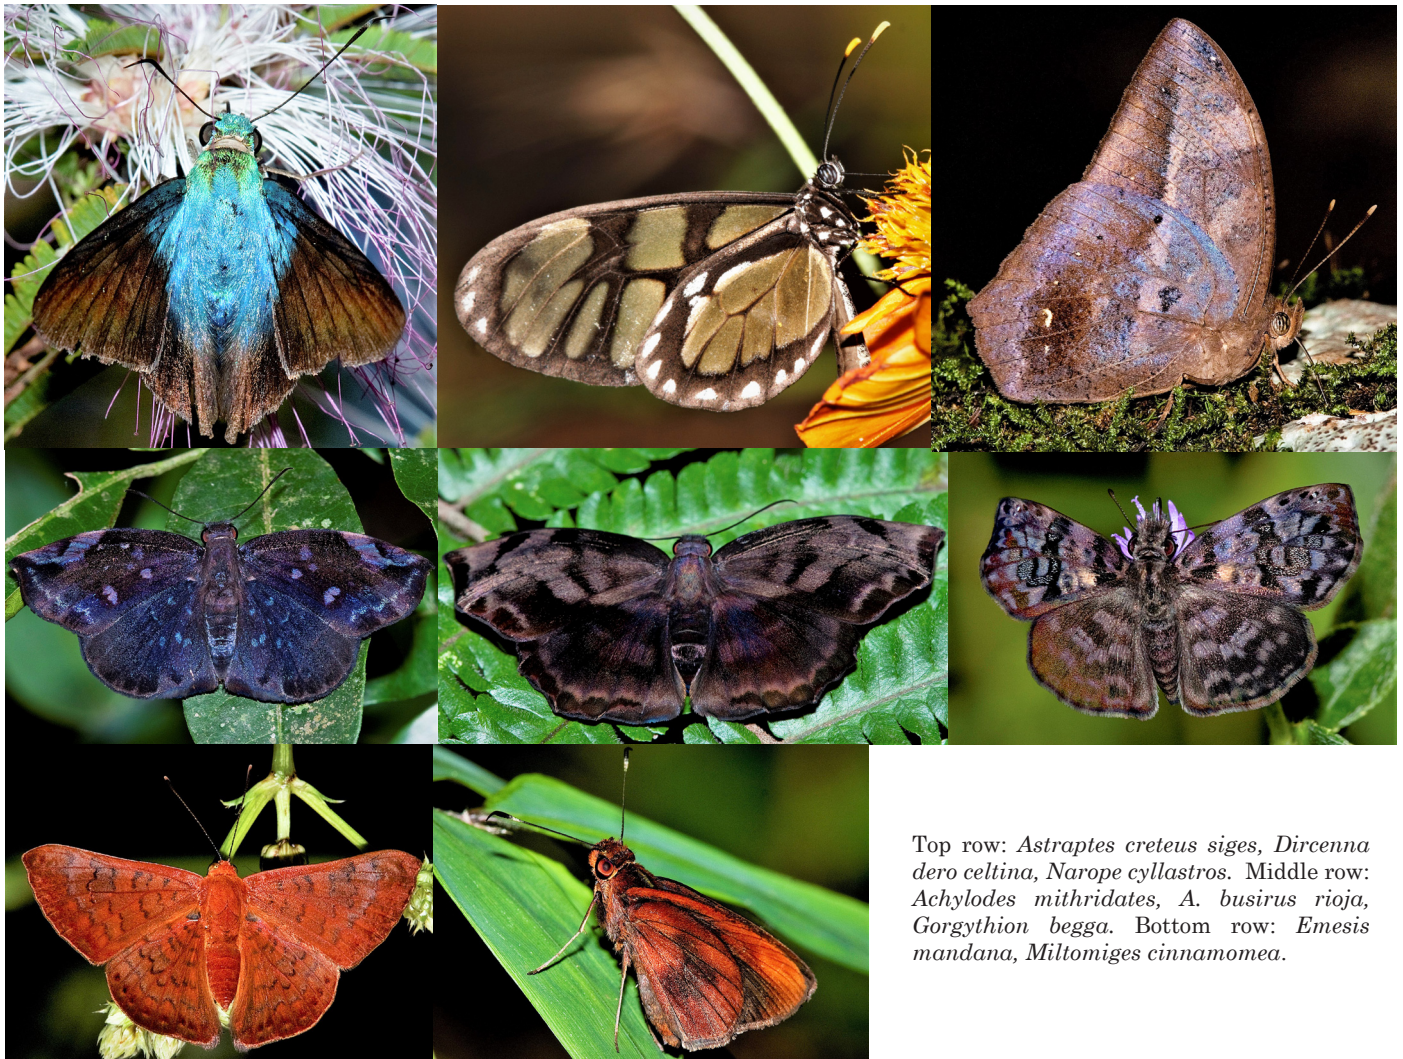 Top row: Astraptes creteus siges, Dircenna
dero celtina, Narope cyllastros. Middle row:
Achylodes mithridates, A. busirus rioja,
Gorgythion begga. Bottom row: Emesis
mandana, Miltomiges cinnamomea.